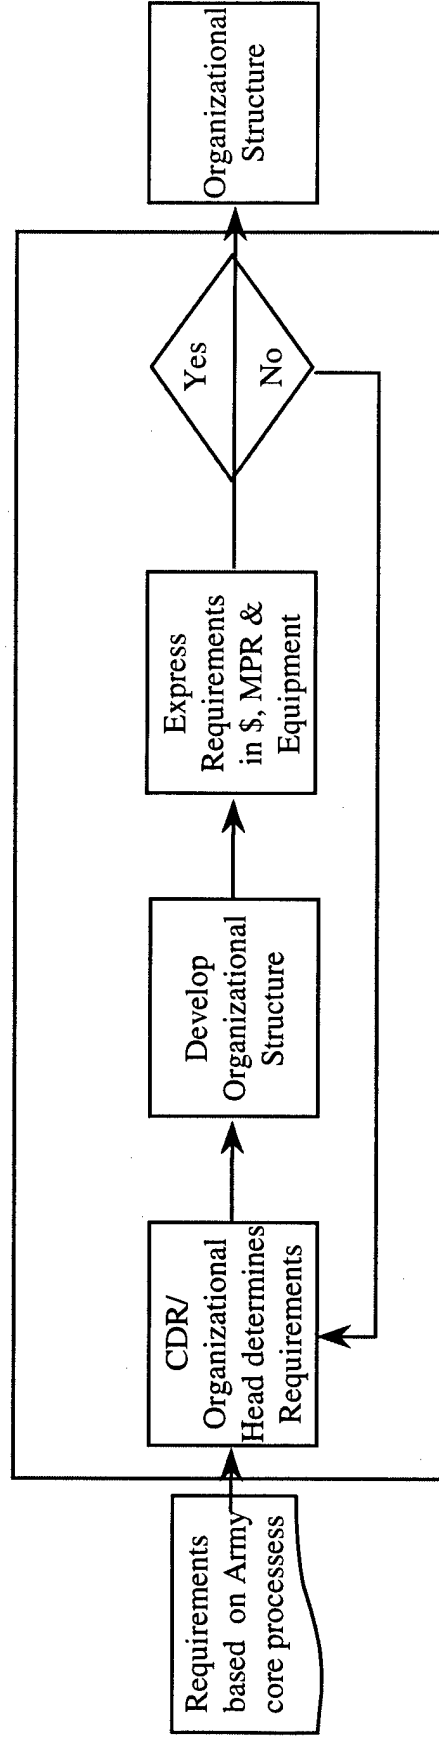 Requirements
based on Army
core processess
CDR/
Organizational
Head determines
Requirements
Develop
Organizational
Structure
Express
Requirements
in $, MPR &
Equipment
Yes
No
Organizational
Structure